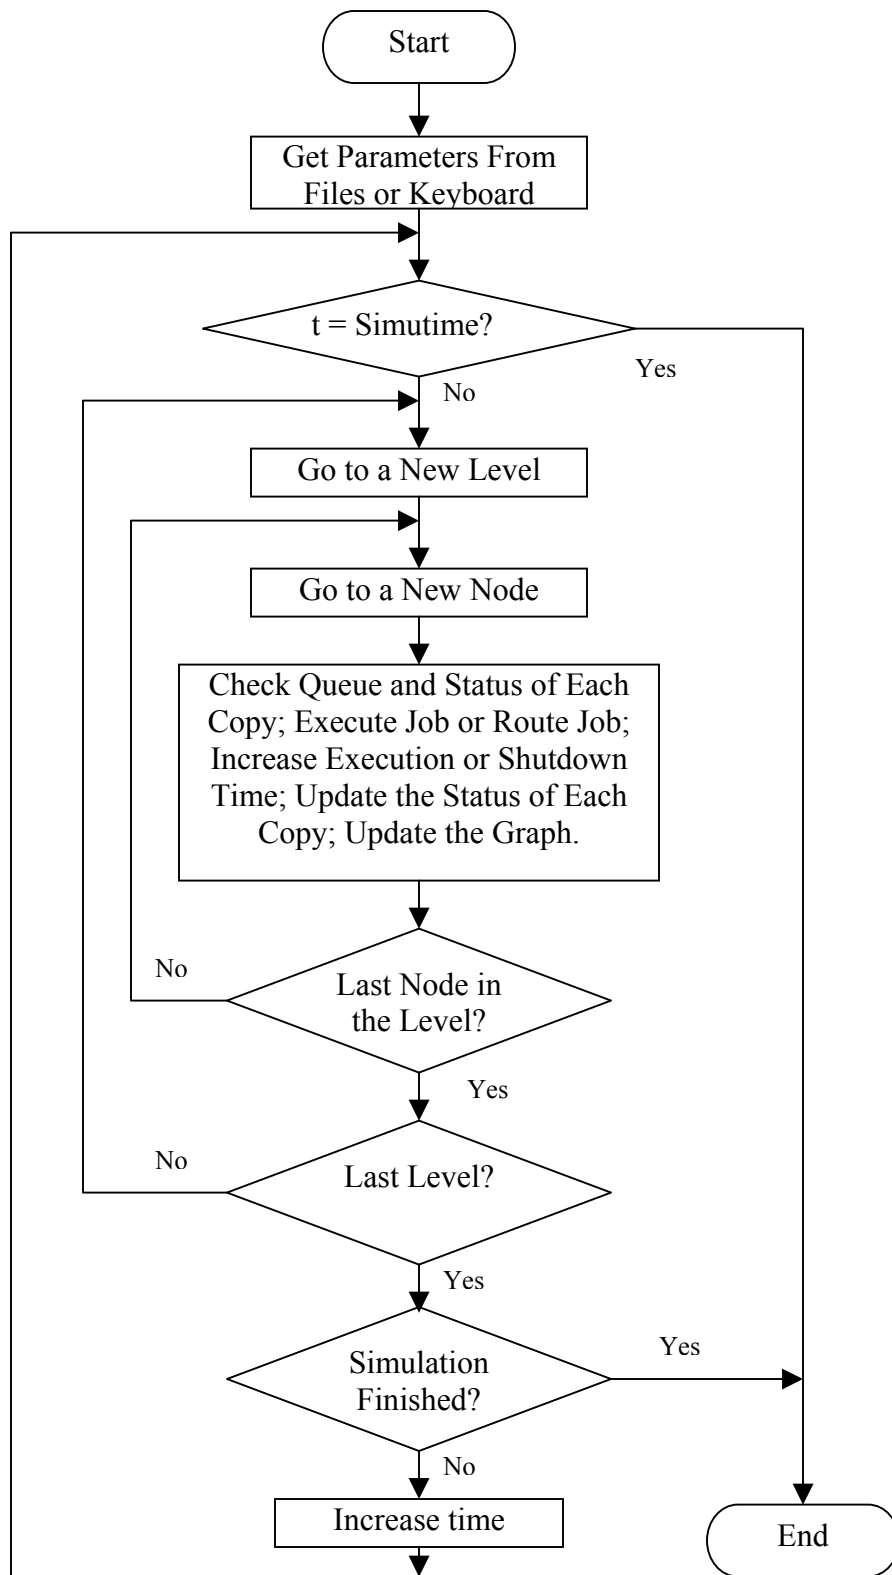 Start
Get Parameters From
Files or Keyboard
t = Simutime?
Yes
No
Go to a New Level
Go to a New Node
Check Queue and Status of Each
Copy; Execute Job or Route Job;
Increase Execution or Shutdown
Time; Update the Status of Each
Copy; Update the Graph.
No
Last Node in
the Level?
Yes
No
Last Level?
Yes
Yes
Simulation
Finished?
No
Increase time
End